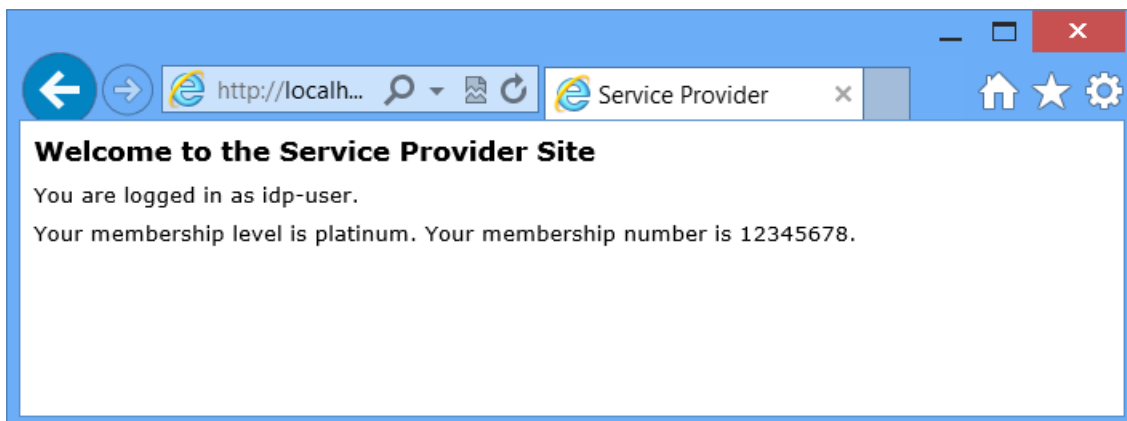 http://localh...
Service Provider
Welcome to the Service Provider Site
You are logged in as idp-user.
Your membership level is platinum. Your membership number is 12345678.